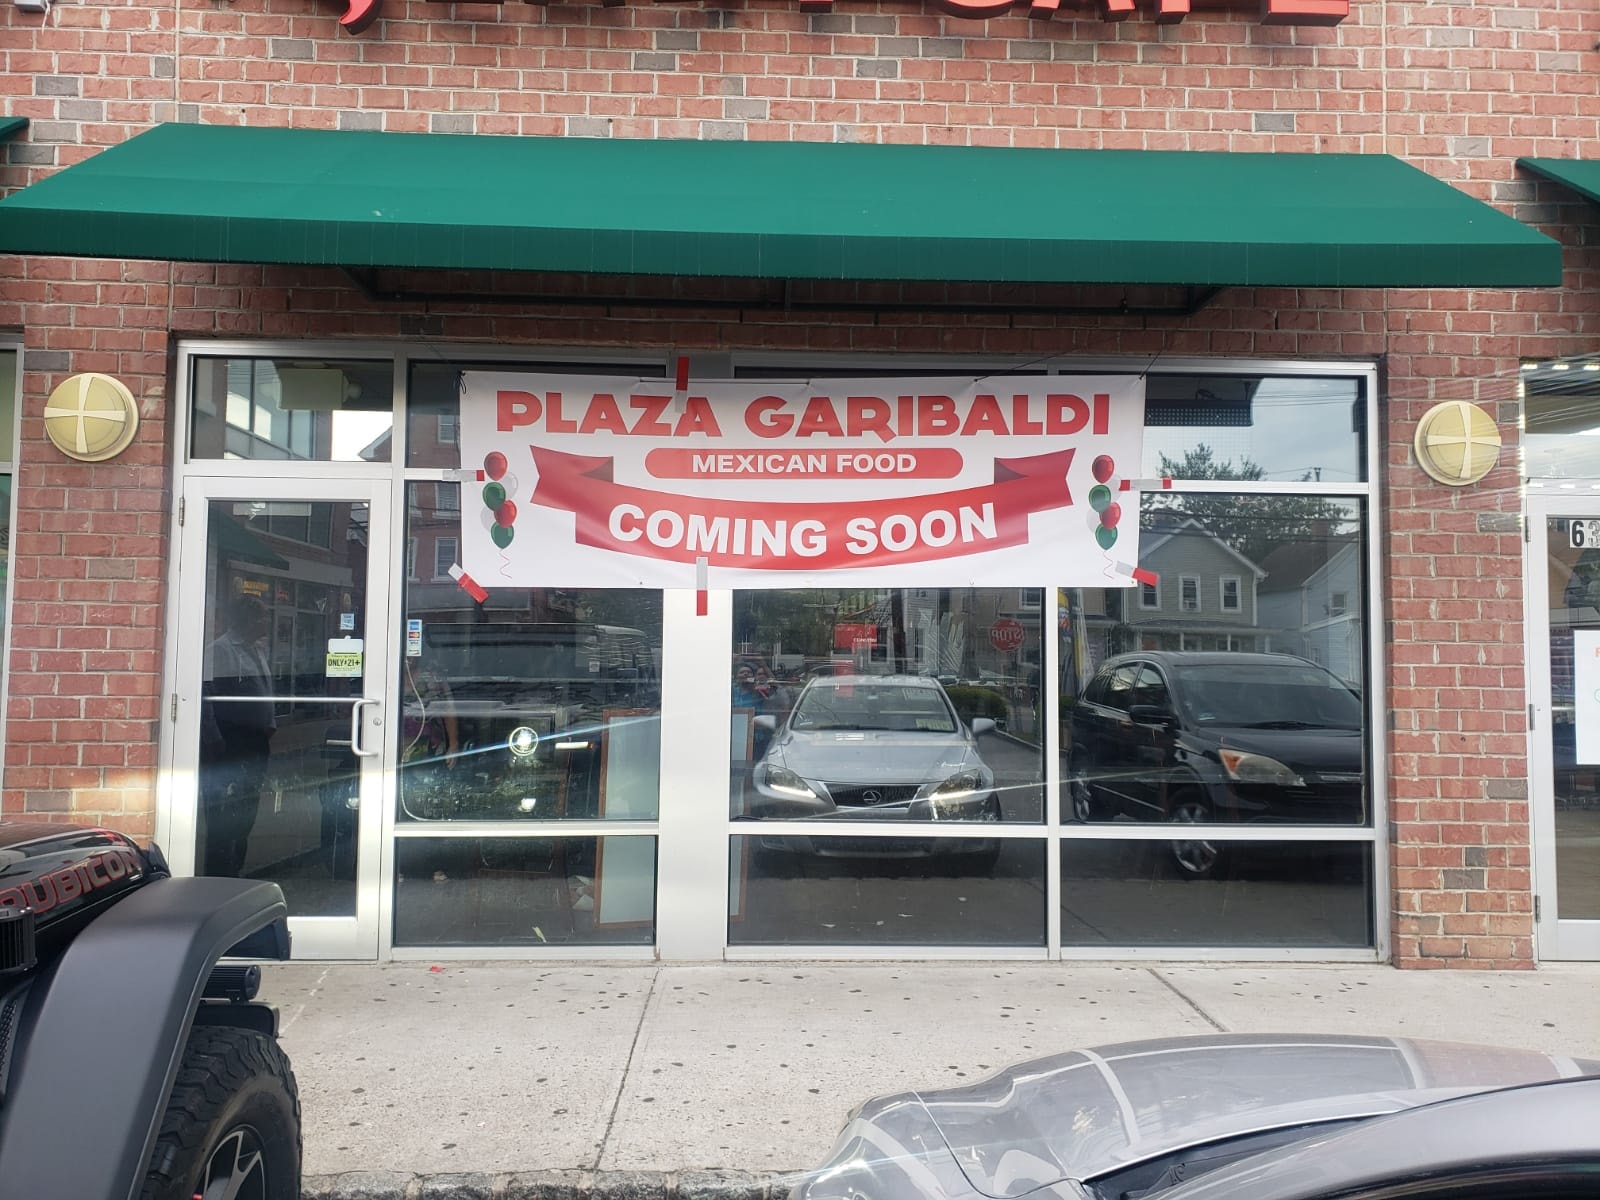 PLAZA GARIBALDI
MEXICAN FOOD
COMING SOON
ONLY 21+
RUBICON
STOP